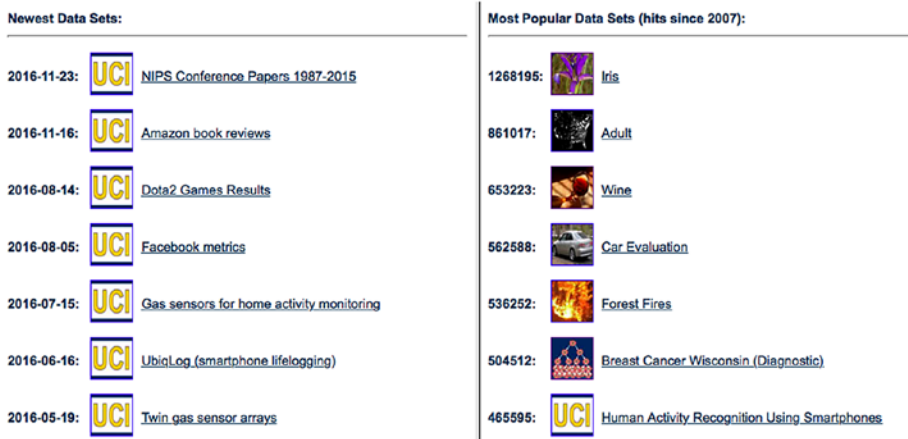 Newest Data Sets:
2016-11-23: UCI NIPS Conference Papers 1987-2015
2016-11-16: UCI Amazon book reviews
2016-08-14: UCI Dota2 Games Results
2016-08-05: UCI Facebook metrics
2016-07-15: UCI Gas sensors for home activity monitoring
2016-06-16: UCI UbiqLog (smartphone lifelogging)
2016-05-19: UCI Twin gas sensor arrays
Most Popular Data Sets (hits since 2007):
1268195: Iris
861017: Adult
653223: Wine
562588: Car Evaluation
536252: Forest Fires
504512: Breast Cancer Wisconsin (Diagnostic)
465595: UCI Human Activity Recognition Using Smartphones